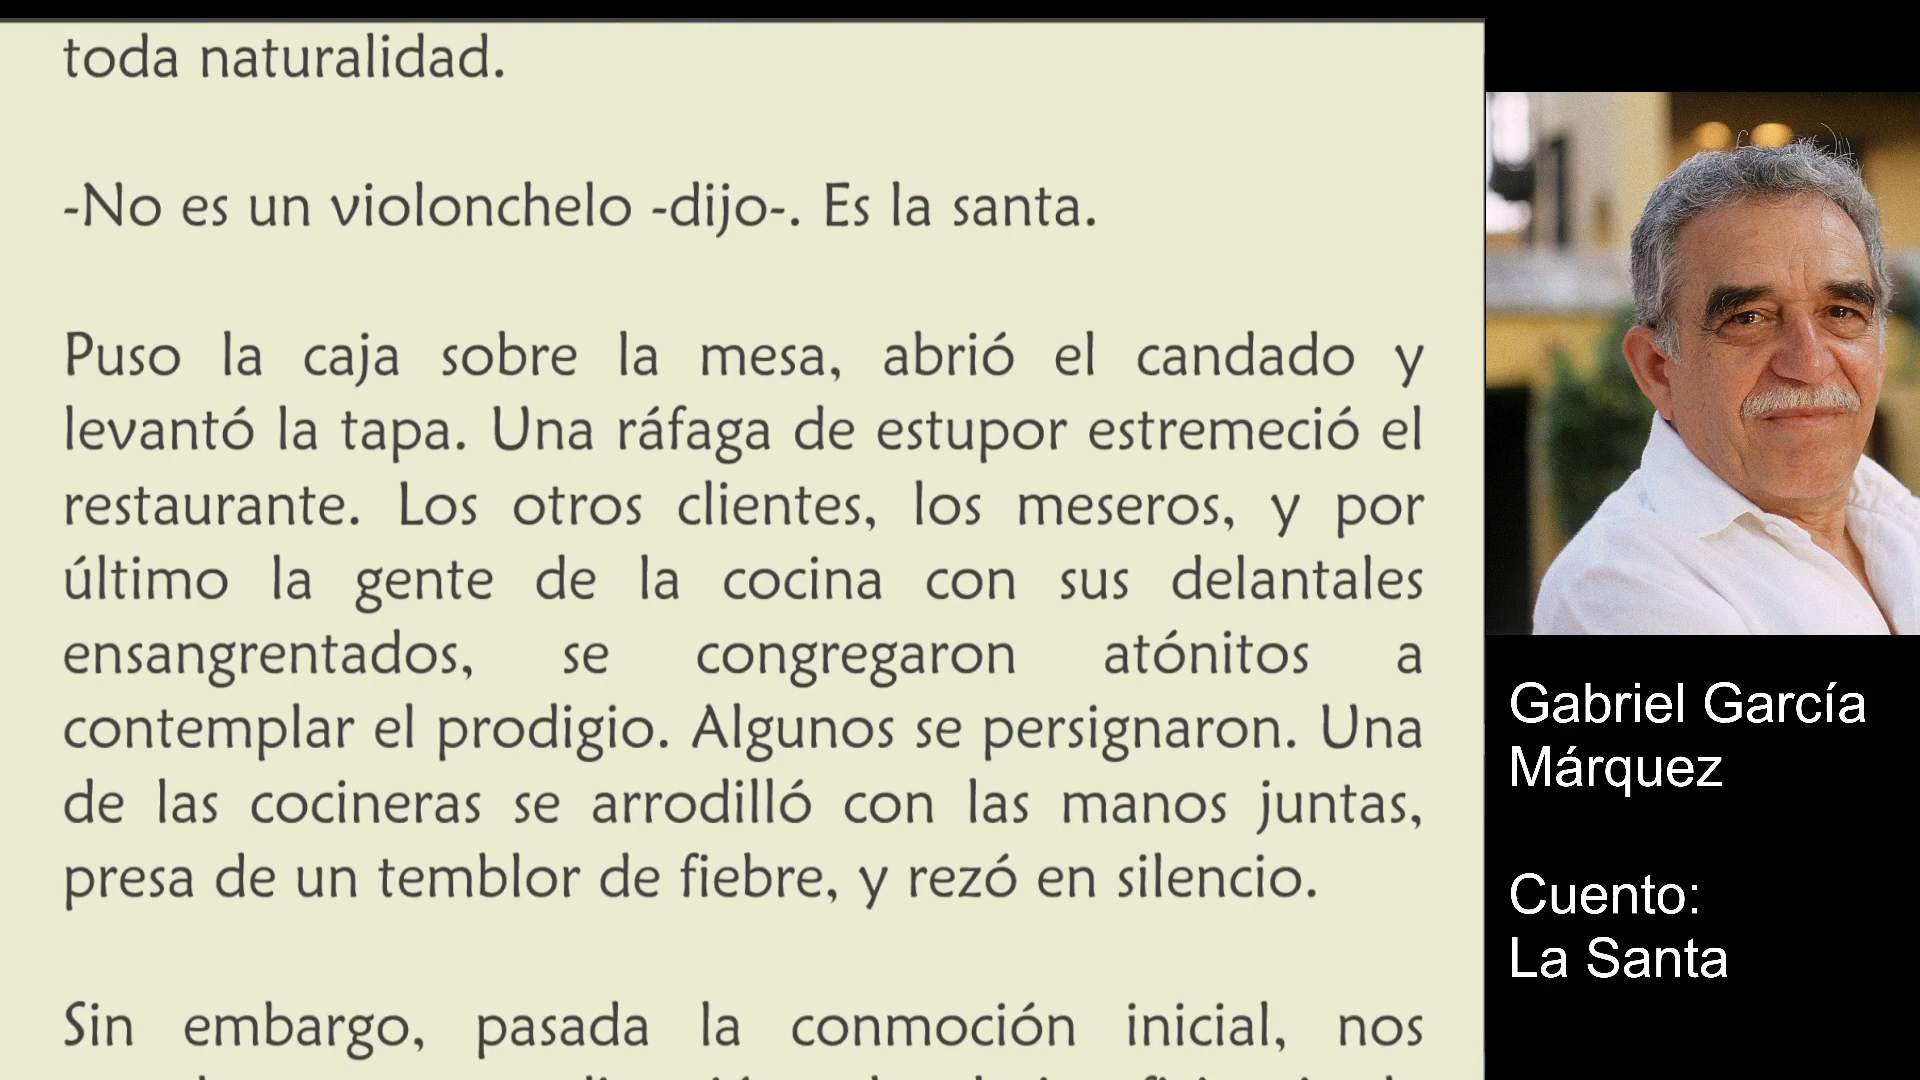 toda naturalidad.
-No es un violonchelo -dijo-. Es la santa.
Puso la caja sobre la mesa, abrió el candado y
levantó la tapa. Una ráfaga de estupor estremeció el
restaurante. Los otros clientes, los meseros, y por
último la gente de la cocina con sus delantales
ensangrentados, se congregaron atónitos a
contemplar el prodigio. Algunos se persignaron. Una
de las cocineras se arrodilló con las manos juntas,
presa de un temblor de fiebre, y rezó en silencio.
Sin embargo, pasada la conmoción inicial, nos
Gabriel García
Márquez
Cuento:
La Santa